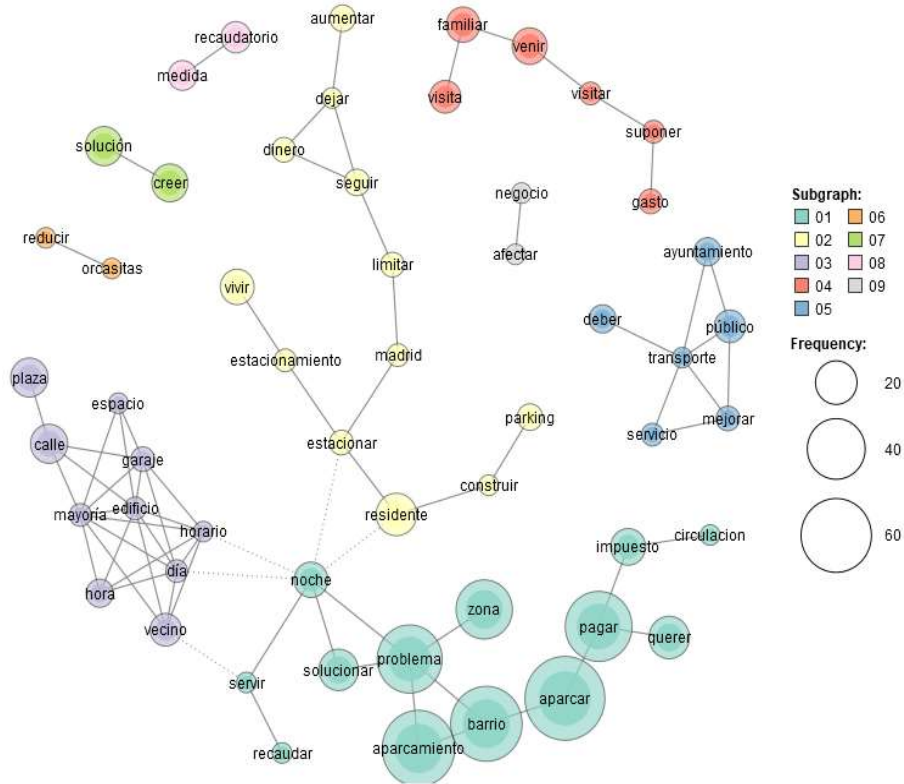 aumentar
familiar
recaudatorio
venir
medida
dejar
visita
visitar
suponer
solución
dinero
creer
seguir
negocio
gasto
Subgraph:
01 06
02 07
03 08
04 09
05
reducir
orcasitas
afectar
ayuntamiento
limitar
vivir
deber
público
Frequency:
20
40
60
estacionamiento
madrid
transporte
plaza
espacio
parking
mejorar
servicio
calle
garaje
estacionar
construir
mayoría
edificio
residente
horario
impuesto
circulacion
día
noche
hora
zona
pagar
querer
vecino
problema
solucionar
servir
aparcar
barrio
aparcamiento
recaudar